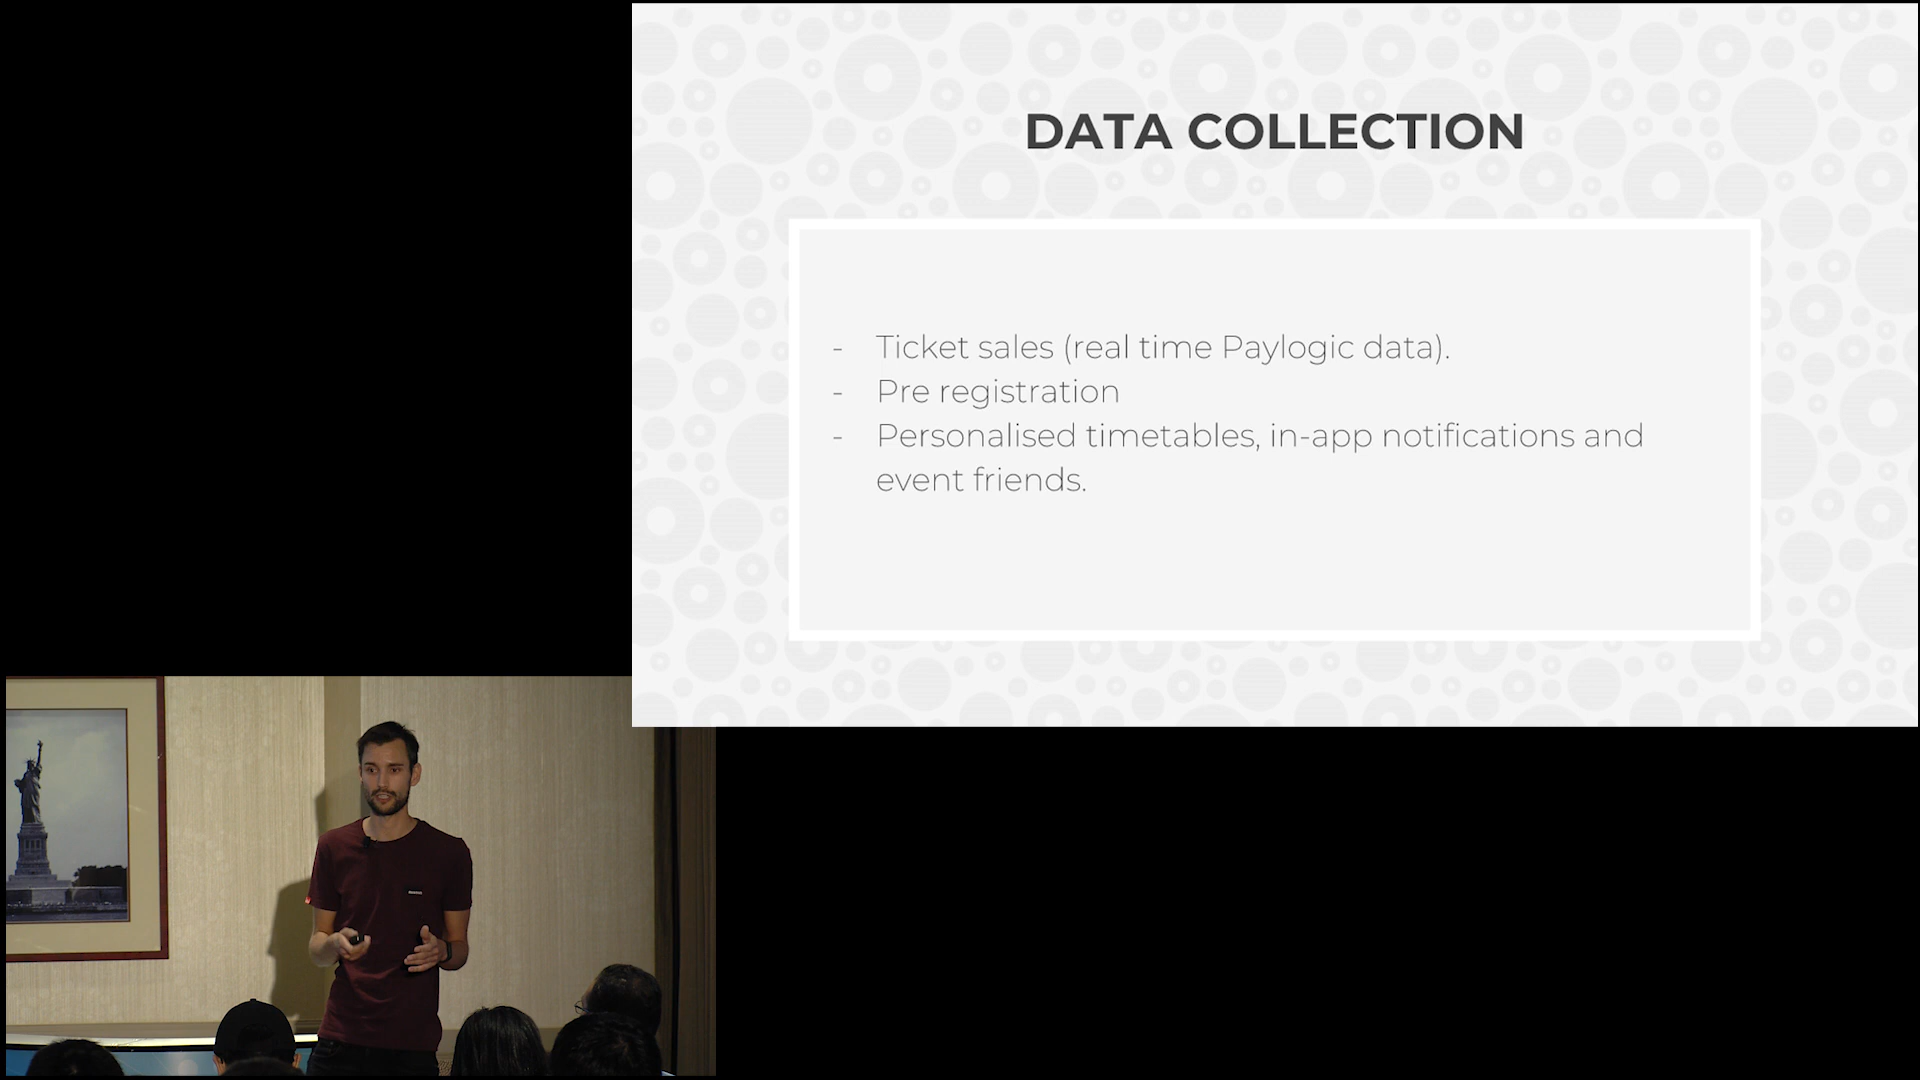 DATA COLLECTION
- Ticket sales (real time Paylogic data).
- Pre registration
- Personalised timetables, in-app notifications and
event friends.